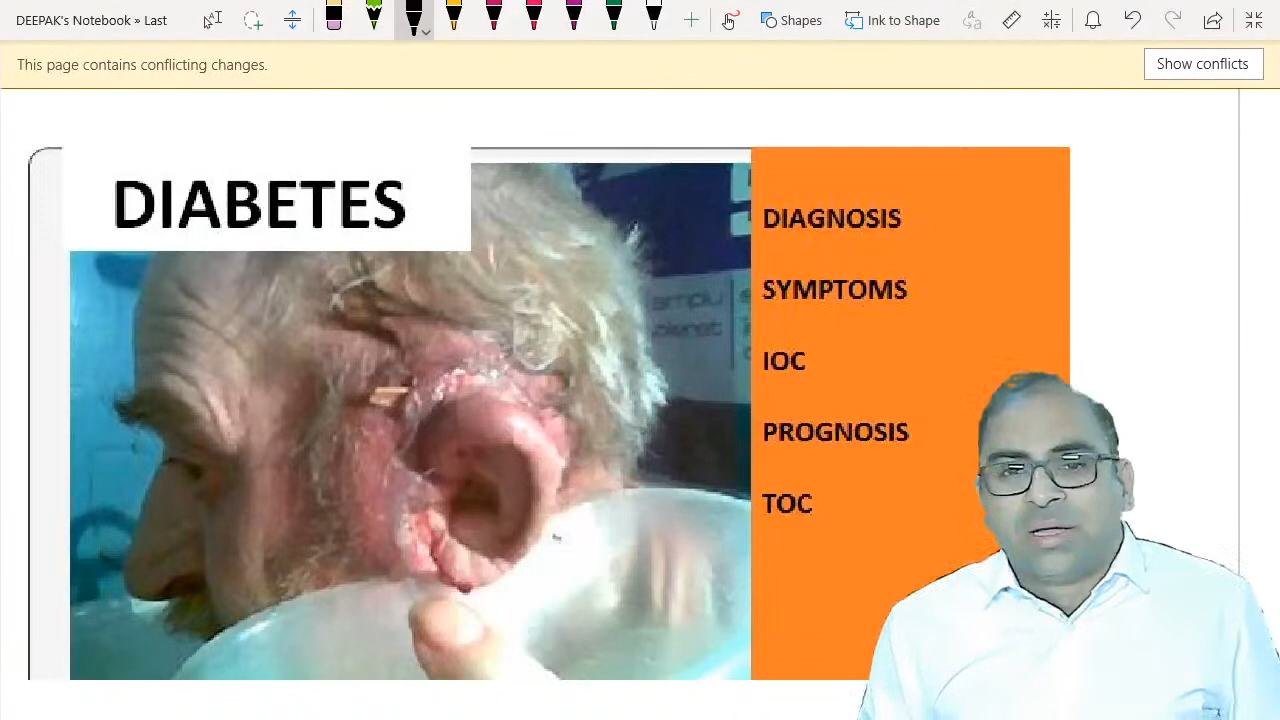 DEEPAK's Notebook » Last
Shapes
Ink to Shape
This page contains conflicting changes.
Show conflicts
DIABETES
DIAGNOSIS
SYMPTOMS
IOC
PROGNOSIS
TOC